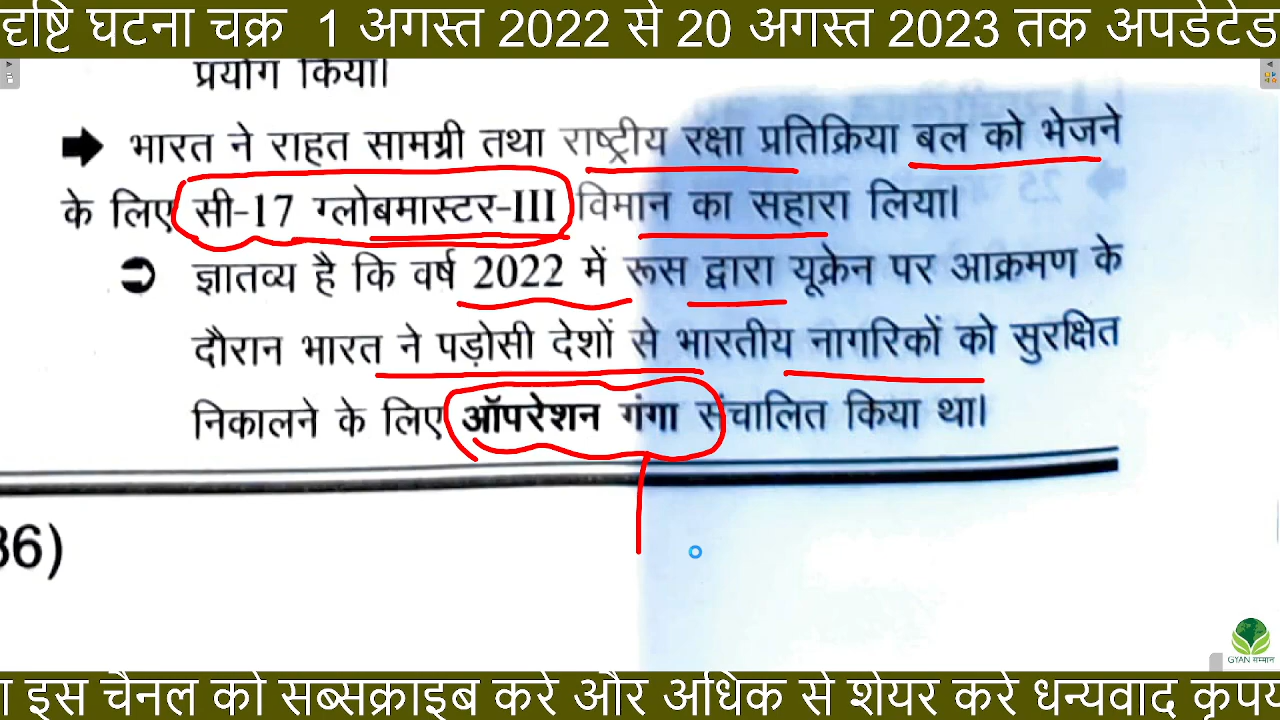 दृष्टि घटना चक्र 1 अगस्त 2022 से 20 अगस्त 2023 तक अपडेटेड
प्रयोग किया।
भारत ने राहत सामग्री तथा राष्ट्रीय रक्षा प्रतिक्रिया बल को भेजने
के लिए सी-17 ग्लोबमास्टर-III विमान का सहारा लिया।
ज्ञातव्य है कि वर्ष 2022 में रूस द्वारा यूक्रेन पर आक्रमण के
दौरान भारत ने पड़ोसी देशों से भारतीय नागरिकों को सुरक्षित
निकालने के लिए ऑपरेशन गंगा संचालित किया था।
36)
GYAN सम्मान
इस चैनल को सब्सक्राइब करे और अधिक से शेयर करे धन्यवाद